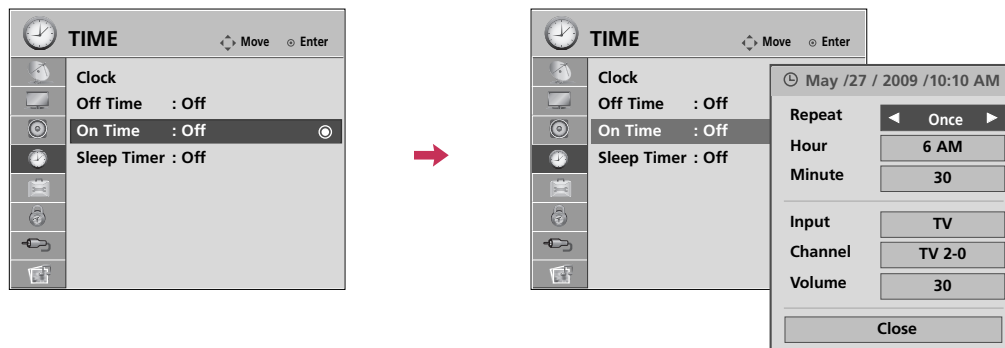 TIME
Move Enter
Clock
Off Time : Off
On Time : Off
Sleep Timer : Off
TIME
Move Enter
Clock
Off Time : Off
On Time : Off
Sleep Timer : Off
May /27 / 2009 /10:10 AM
Repeat Once
Hour 6 AM
Minute 30
Input TV
Channel TV 2-0
Volume 30
Close